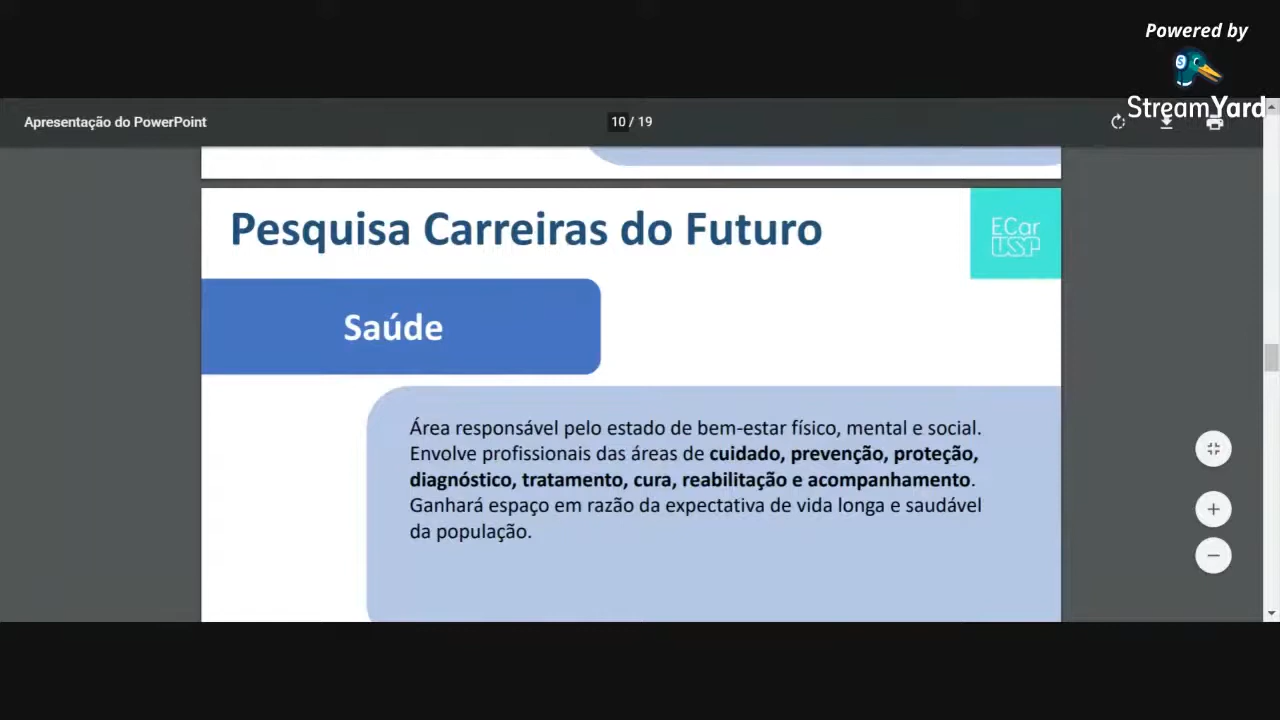 Powered by
StreamYard
Apresentação do PowerPoint
10 / 19
Pesquisa Carreiras do Futuro
ECar
USP
Saúde
Área responsável pelo estado de bem-estar físico, mental e social.
Envolve profissionais das áreas de cuidado, prevenção, proteção,
diagnóstico, tratamento, cura, reabilitação e acompanhamento.
Ganhará espaço em razão da expectativa de vida longa e saudável
da população.